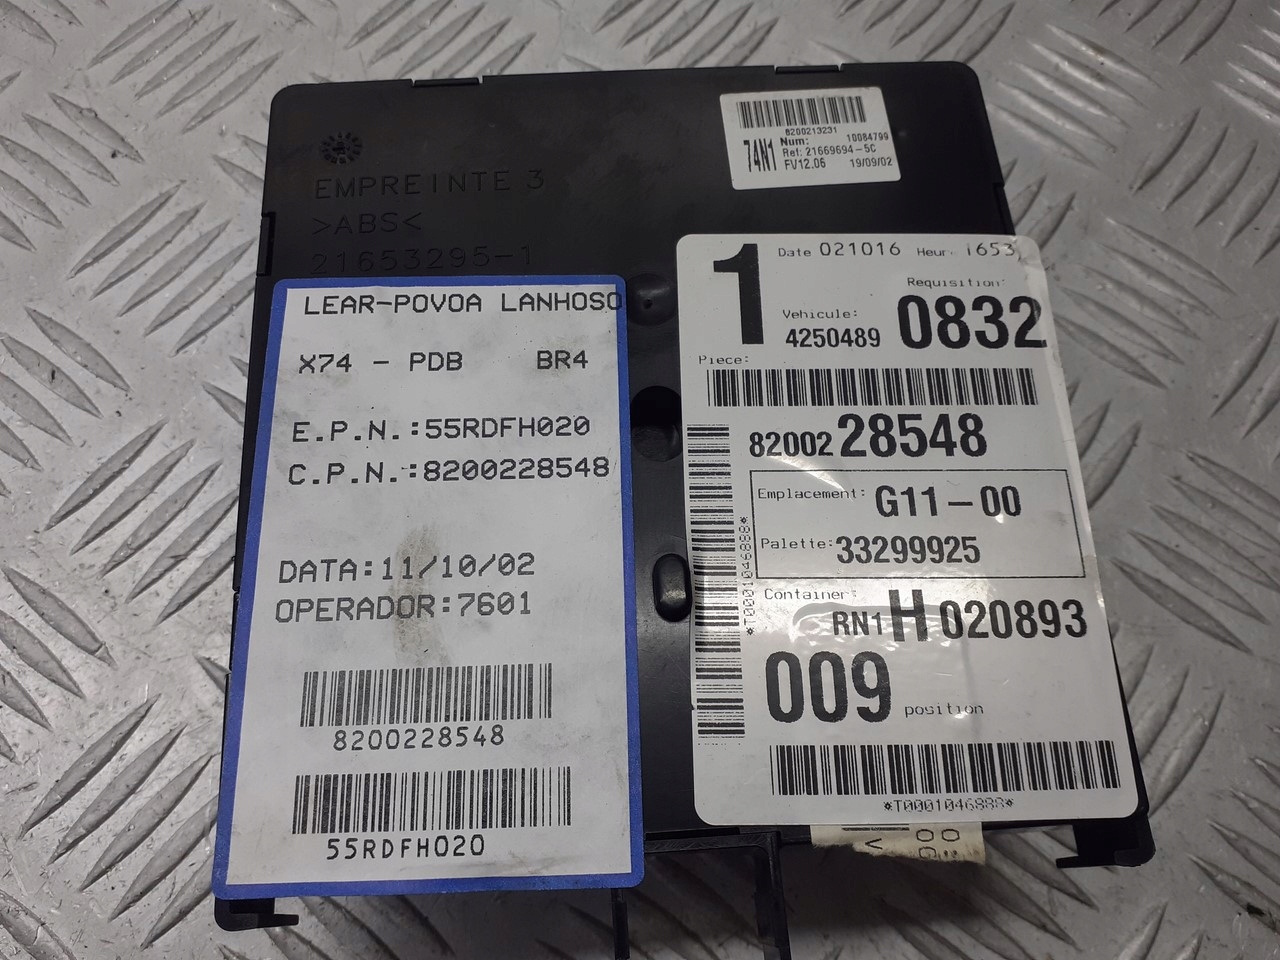 EMPREINTE 3
>ABS<
21653295-1
8200213231
74N1
Num: 10084799
Ref: 21669694-5C
FV12.06 19/09/02
LEAR-POVOA LANHOSO
X74 - PDB BR4
E.P.N.:55RDFH020
C.P.N.:8200228548
DATA:11/10/02
OPERADOR:7601
8200228548
55RDFH020
1
Date 021016 Heur. 1653
Requisition:
Vehicule:
4250489 0832
Piece:
8200228548
Emplacement: G11-00
Palette: 33299925
Container:
RN1 H 020893
009 position
*T0001046888*
*T0001046888*